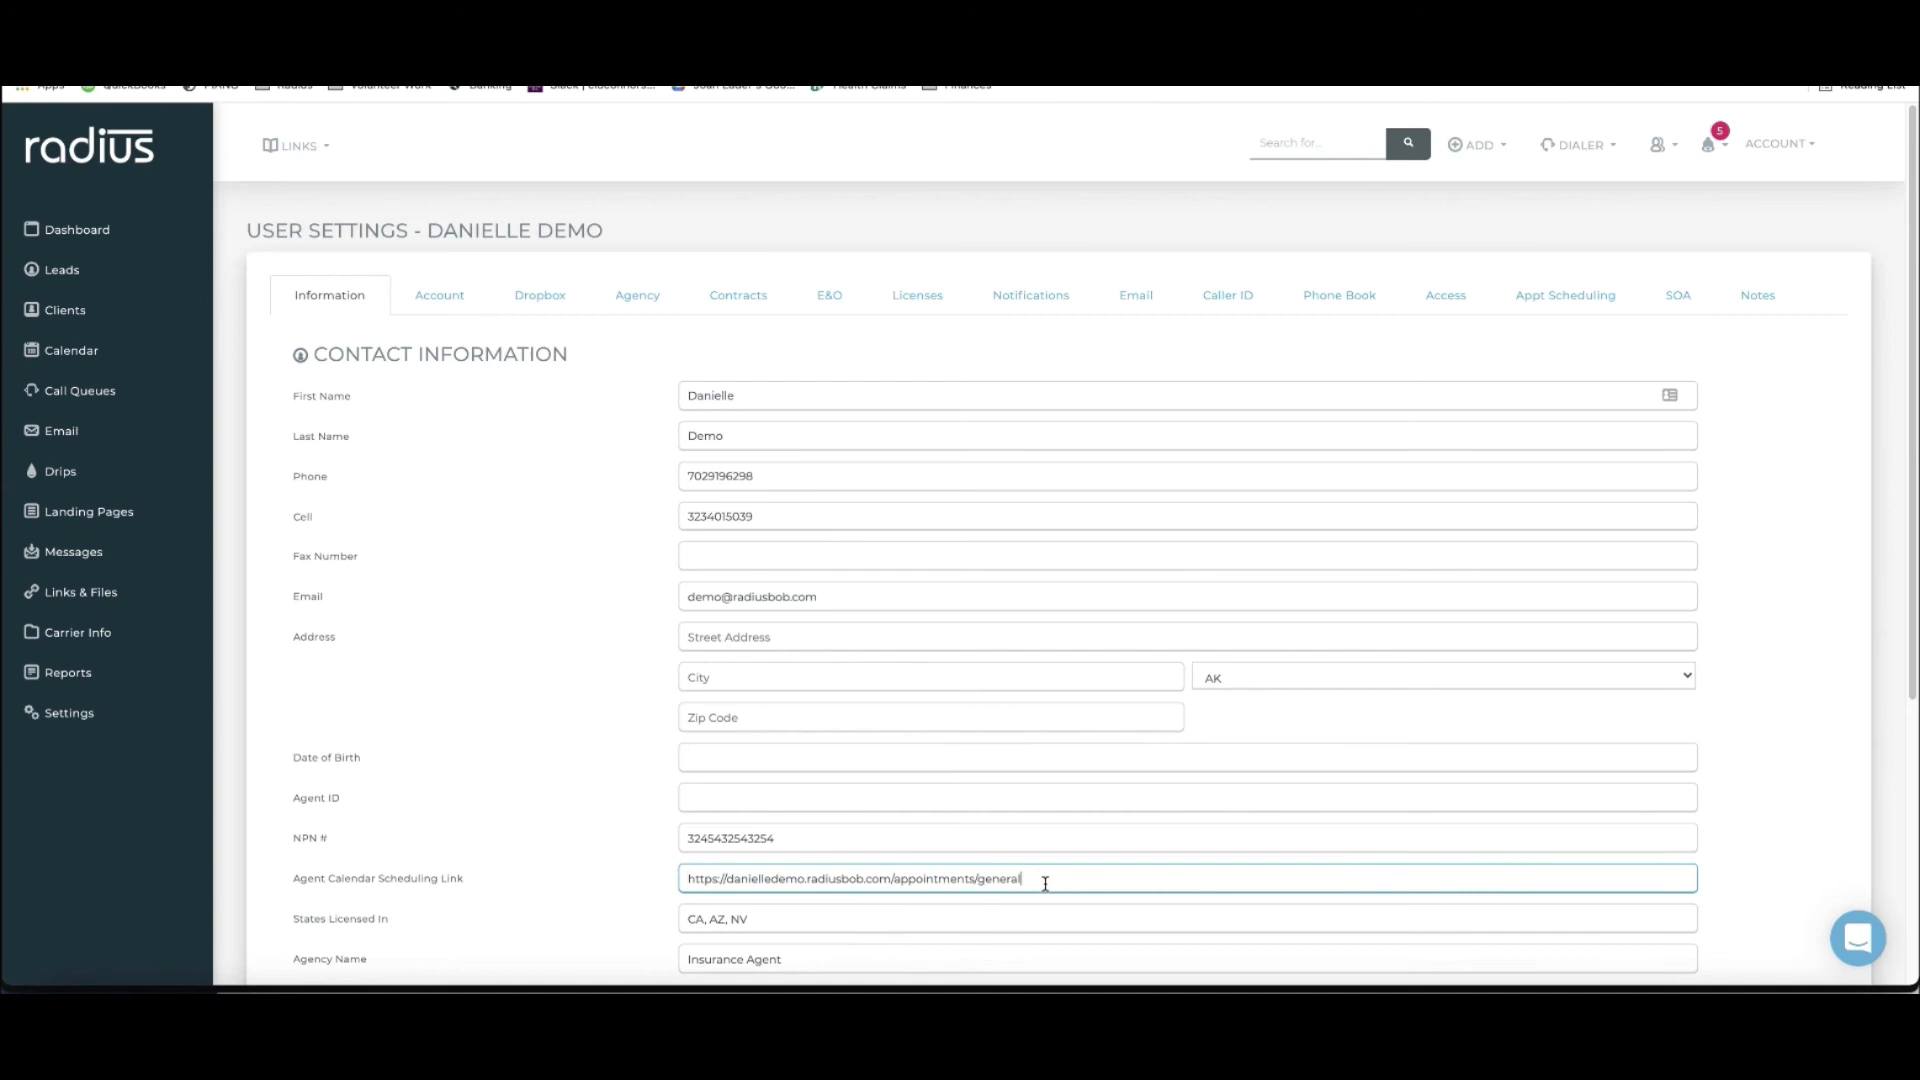 radius
LINKS
Search for...
ADD
DIALER
5
ACCOUNT
Dashboard
Leads
Clients
Calendar
Call Queues
Email
Drips
Landing Pages
Messages
Links & Files
Carrier Info
Reports
Settings
USER SETTINGS - DANIELLE DEMO
Information Account Dropbox Agency Contracts E&O Licenses Notifications Email Caller ID Phone Book Access Appt Scheduling SOA Notes
CONTACT INFORMATION
First Name Danielle
Last Name Demo
Phone 7029196298
Cell 3234015039
Fax Number
Email demo@radiusbob.com
Address Street Address
City AK
Zip Code
Date of Birth
Agent ID
NPN # 3245432543254
Agent Calendar Scheduling Link https://danielledemo.radiusbob.com/appointments/general
States Licensed In CA, AZ, NV
Agency Name Insurance Agent